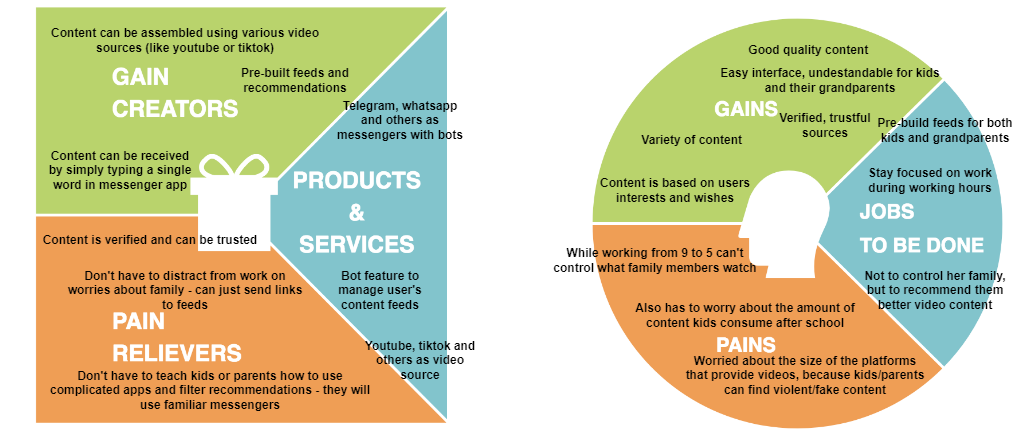 Content can be assembled using various video
sources (like youtube or tiktok)
GAIN
CREATORS
Pre-built feeds and
recommendations
Content can be received
by simply typing a single
word in messenger app
Telegram, whatsapp
and others as
messengers with bots
PRODUCTS
&
SERVICES
Bot feature to
manage user's
content feeds
Youtube, tiktok and
others as video
source
Content is verified and can be trusted
Don't have to distract from work on
worries about family - can just send links
to feeds
PAIN
RELIEVERS
Don't have to teach kids or parents how to use
complicated apps and filter recommendations - they will
use familiar messengers
Good quality content
Easy interface, undestandable for kids
and their grandparents
GAINS
Verified, trustful
sources
Variety of content
Content is based on users
interests and wishes
Pre-build feeds for both
kids and grandparents
Stay focused on work
during working hours
JOBS
TO BE DONE
Not to control her family,
but to recommend them
better video content
While working from 9 to 5 can't
control what family members watch
Also has to worry about the amount of
content kids consume after school
PAINS
Worried about the size of the platforms
that provide videos, because kids/parents
can find violent/fake content